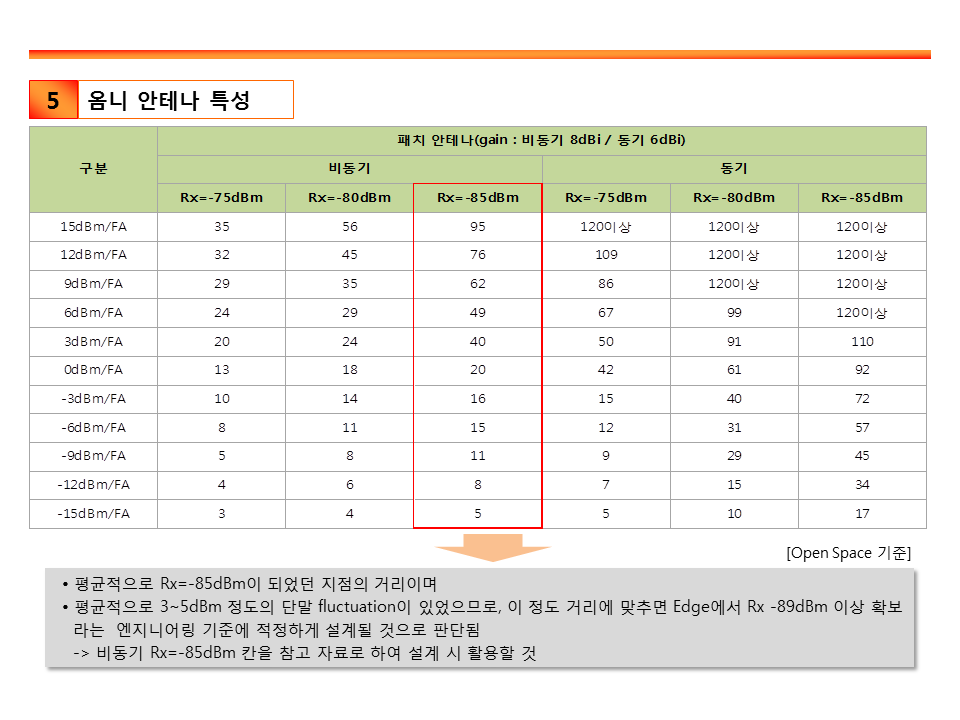 5 옴니 안테나 특성
구분 패치 안테나(gain : 비동기 8dBi / 동기 6dBi)
비동기 동기
Rx=-75dBm Rx=-80dBm Rx=-85dBm Rx=-75dBm Rx=-80dBm Rx=-85dBm
15dBm/FA 35 56 95 120이상 120이상 120이상
12dBm/FA 32 45 76 109 120이상 120이상
9dBm/FA 29 35 62 86 120이상 120이상
6dBm/FA 24 29 49 67 99 120이상
3dBm/FA 20 24 40 50 91 110
0dBm/FA 13 18 20 42 61 92
-3dBm/FA 10 14 16 15 40 72
-6dBm/FA 8 11 15 12 31 57
-9dBm/FA 5 8 11 9 29 45
-12dBm/FA 4 6 8 7 15 34
-15dBm/FA 3 4 5 5 10 17
[Open Space 기준]
• 평균적으로 Rx=-85dBm이 되었던 지점의 거리이며
• 평균적으로 3~5dBm 정도의 단말 fluctuation이 있었으므로, 이 정도 거리에 맞추면 Edge에서 Rx -89dBm 이상 확보
라는 엔지니어링 기준에 적정하게 설계될 것으로 판단됨
-> 비동기 Rx=-85dBm 칸을 참고 자료로 하여 설계 시 활용할 것